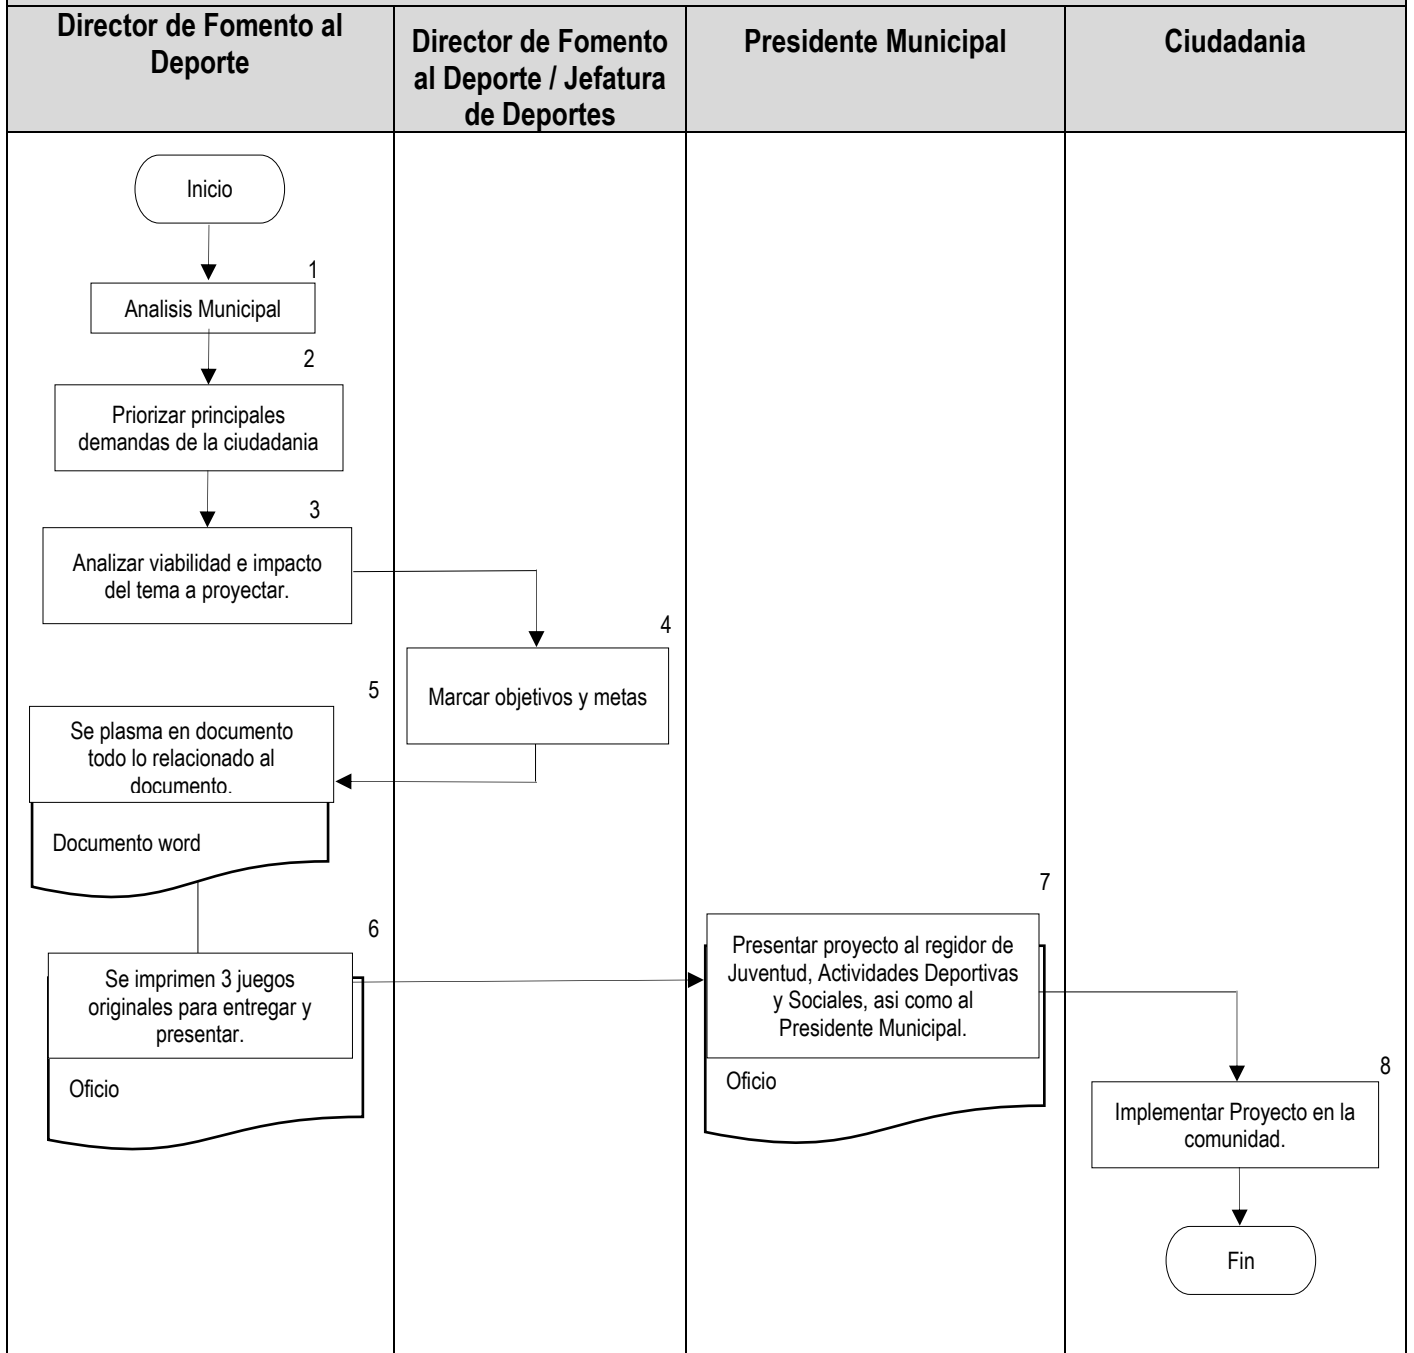 Director de Fomento al
Deporte
Director de Fomento
al Deporte / Jefatura
de Deportes
Presidente Municipal
Ciudadania
Inicio
1
Analisis Municipal
2
Priorizar principales
demandas de la ciudadania
3
Analizar viabilidad e impacto
del tema a proyectar.
4
Marcar objetivos y metas
5
Se plasma en documento
todo lo relacionado al
documento.
Documento word
6
Se imprimen 3 juegos
originales para entregar y
presentar.
Oficio
7
Presentar proyecto al regidor de
Juventud, Actividades Deportivas
y Sociales, asi como al
Presidente Municipal.
Oficio
8
Implementar Proyecto en la
comunidad.
Fin